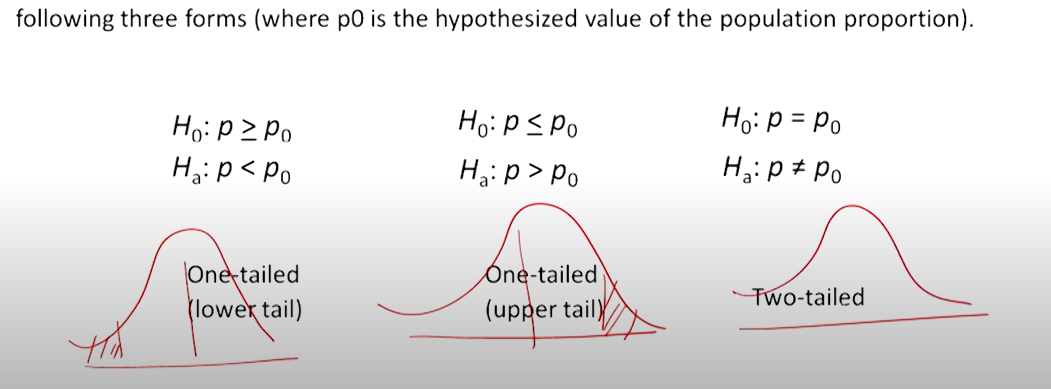 following three forms (where p0 is the hypothesized value of the population proportion).
H₀: p ≥ p₀
Hₐ: p < p₀
One-tailed
(lower tail)
H₀: p ≤ p₀
Hₐ: p > p₀
One-tailed
(upper tail)
H₀: p = p₀
Hₐ: p ≠ p₀
Two-tailed